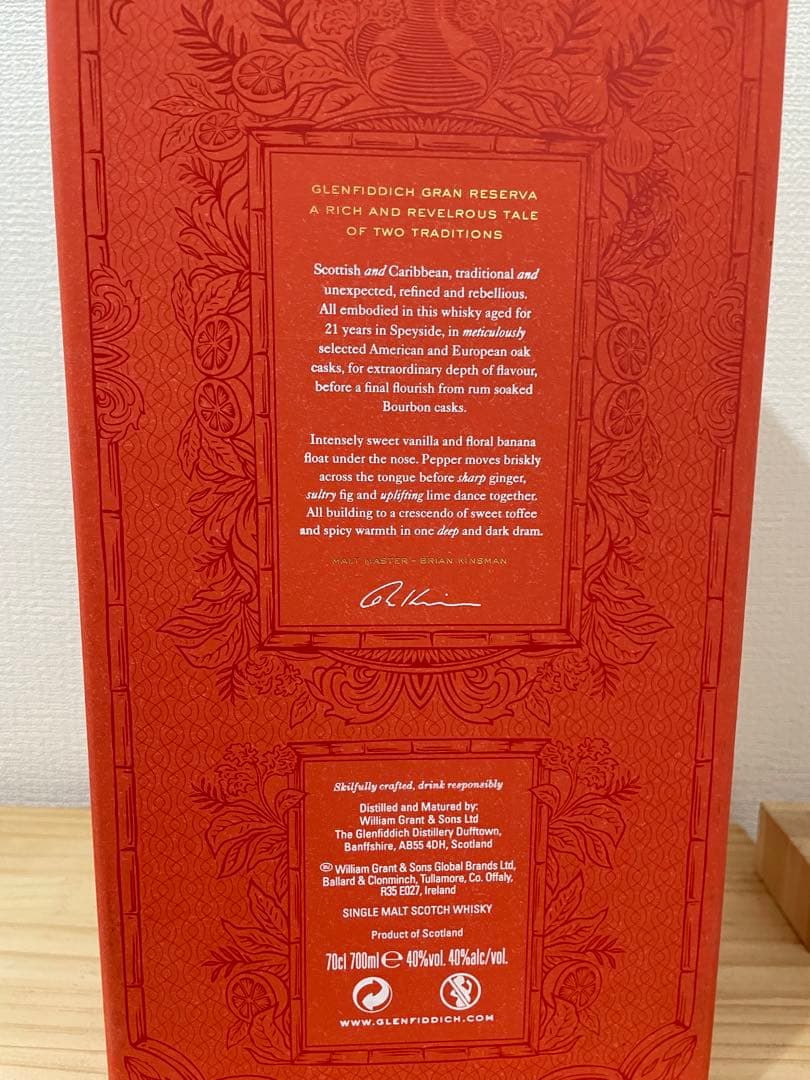 GLENFIDDICH GRAN RESERVA
A RICH AND REVELROUS TALE
OF TWO TRADITIONS
Scottish and Caribbean, traditional and
unexpected, refined and rebellious.
All embodied in this whisky aged for
21 years in Speyside, in meticulously
selected American and European oak
casks, for extraordinary depth of flavour,
before a final flourish from rum soaked
Bourbon casks.
Intensely sweet vanilla and floral banana
float under the nose. Pepper moves briskly
across the tongue before sharp ginger,
sultry fig and uplifting lime dance together.
All building to a crescendo of sweet toffee
and spicy warmth in one deep and dark dram.
MALT MASTER – BRIAN KINSMAN
Skilfully crafted, drink responsibly
Distilled and Matured by:
William Grant & Sons Ltd
The Glenfiddich Distillery Dufftown,
Banffshire, AB55 4DH, Scotland
William Grant & Sons Global Brands Ltd,
Ballard & Clonminch, Tullamore, Co. Offaly,
R35 E027, Ireland
SINGLE MALT SCOTCH WHISKY
Product of Scotland
70cl 700ml ℮ 40%vol. 40%alc/vol.
WWW.GLENFIDDICH.COM